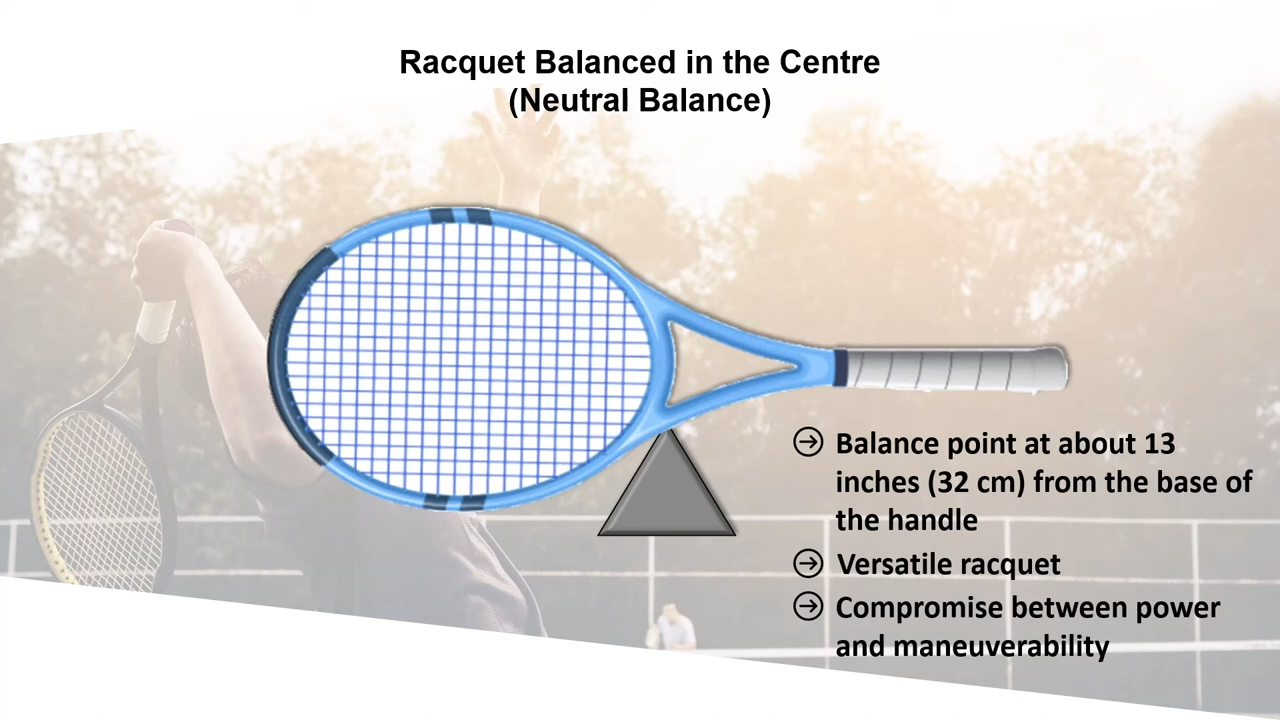 Racquet Balanced in the Centre
(Neutral Balance)
Balance point at about 13
inches (32 cm) from the base of
the handle
Versatile racquet
Compromise between power
and maneuverability